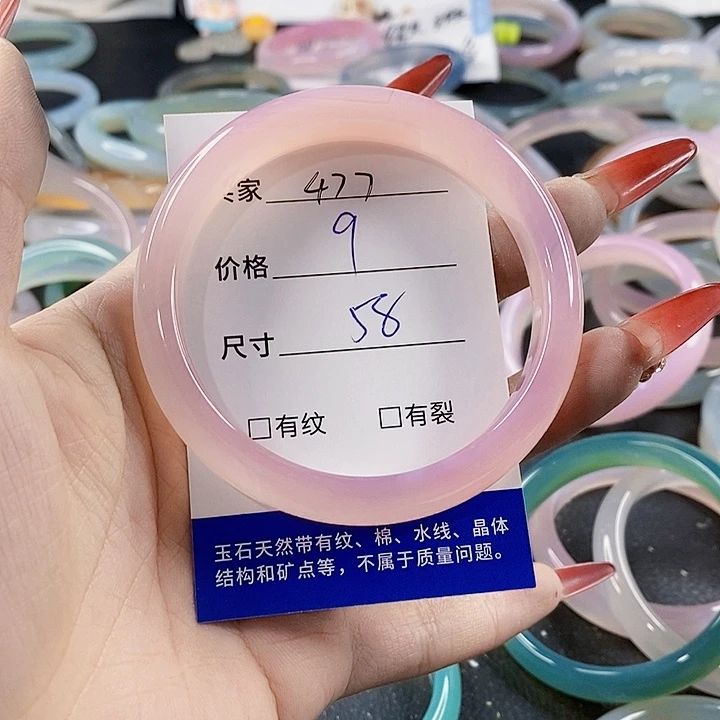 家 477
价格 9
尺寸 58
□有纹 □有裂
玉石天然带有纹、棉、水线、晶体
结构和矿点等，不属于质量问题。